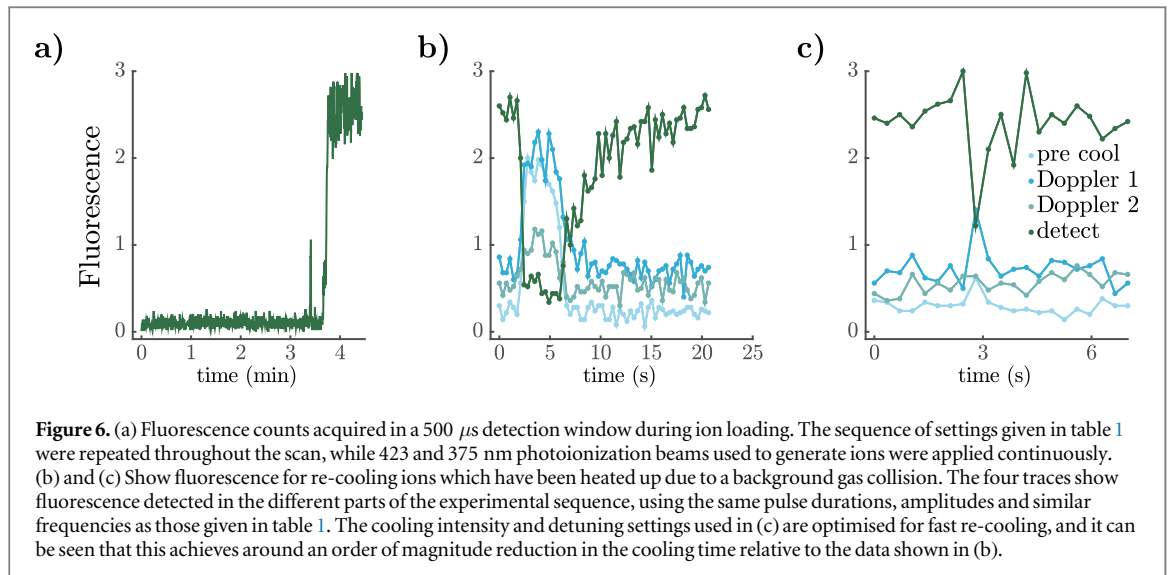 a)
b)
c)
3
2
1
0
Fluorescence
0 1 2 3 4
time (min)
3
2
1
0
0 5 10 15 20 25
time (s)
3
2
1
0
pre cool
Doppler 1
Doppler 2
detect
0 3 6
time (s)
Figure 6. (a) Fluorescence counts acquired in a 500 μs detection window during ion loading. The sequence of settings given in table 1
were repeated throughout the scan, while 423 and 375 nm photoionization beams used to generate ions were applied continuously.
(b) and (c) Show fluorescence for re-cooling ions which have been heated up due to a background gas collision. The four traces show
fluorescence detected in the different parts of the experimental sequence, using the same pulse durations, amplitudes and similar
frequencies as those given in table 1. The cooling intensity and detuning settings used in (c) are optimised for fast re-cooling, and it can
be seen that this achieves around an order of magnitude reduction in the cooling time relative to the data shown in (b).